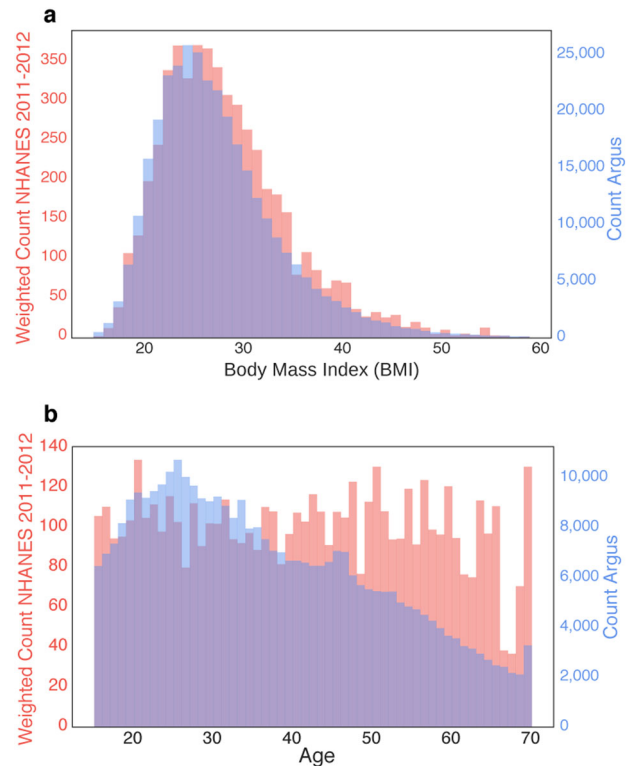 a
Weighted Count NHANES 2011-2012
350
300
250
200
150
100
50
0
25,000
20,000
15,000
10,000
5,000
0
Count Argus
20 30 40 50 60
Body Mass Index (BMI)
b
Weighted Count NHANES 2011-2012
140
120
100
80
60
40
20
0
10,000
8,000
6,000
4,000
2,000
0
Count Argus
20 30 40 50 60 70
Age